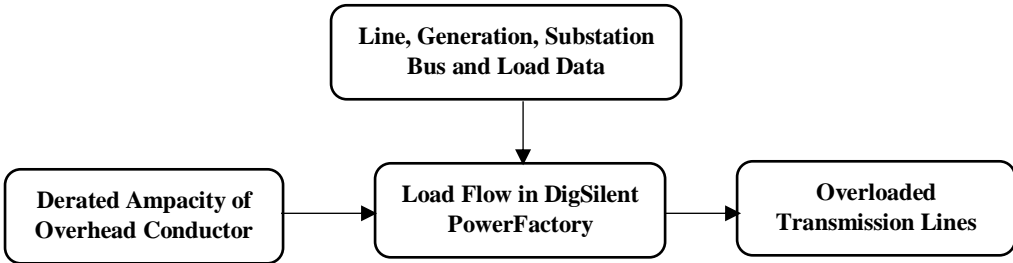 Line, Generation, Substation
Bus and Load Data
Derated Ampacity of
Overhead Conductor
Load Flow in DigSilent
PowerFactory
Overloaded
Transmission Lines